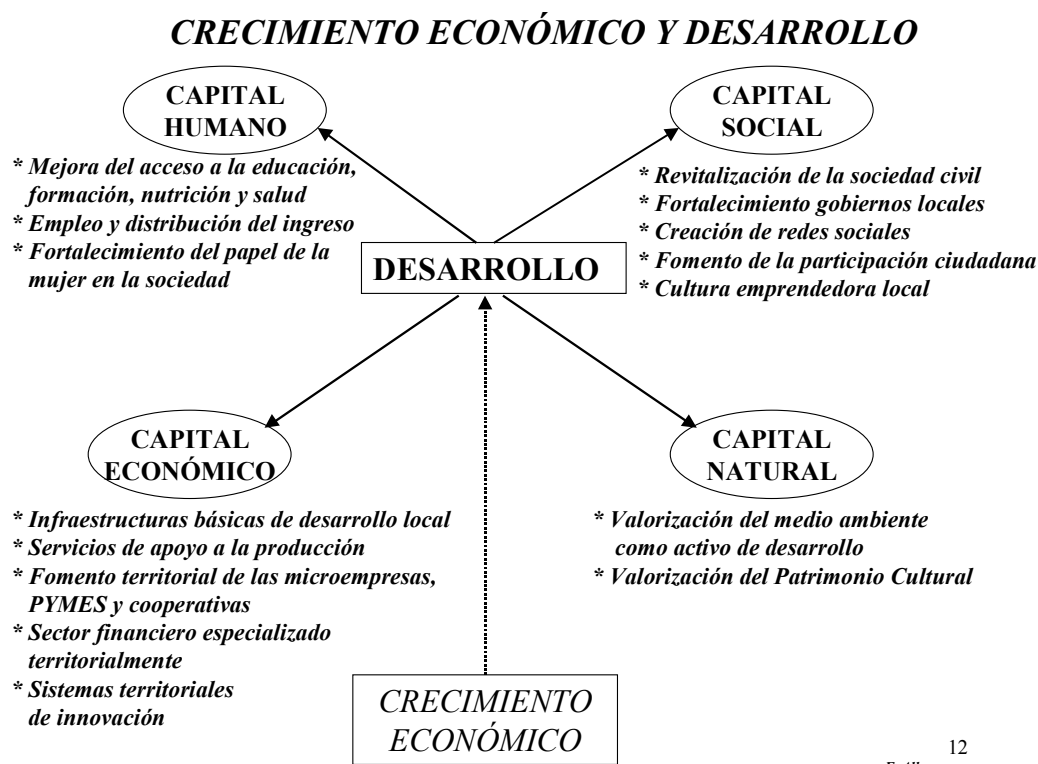 CRECIMIENTO ECONÓMICO Y DESARROLLO
CAPITAL
HUMANO
* Mejora del acceso a la educación,
formación, nutrición y salud
* Empleo y distribución del ingreso
* Fortalecimiento del papel de la
mujer en la sociedad
CAPITAL
SOCIAL
* Revitalización de la sociedad civil
* Fortalecimiento gobiernos locales
* Creación de redes sociales
* Fomento de la participación ciudadana
* Cultura emprendedora local
DESARROLLO
CAPITAL
ECONÓMICO
* Infraestructuras básicas de desarrollo local
* Servicios de apoyo a la producción
* Fomento territorial de las microempresas,
PYMES y cooperativas
* Sector financiero especializado
territorialmente
* Sistemas territoriales
de innovación
CAPITAL
NATURAL
* Valorización del medio ambiente
como activo de desarrollo
* Valorización del Patrimonio Cultural
CRECIMIENTO
ECONÓMICO
12